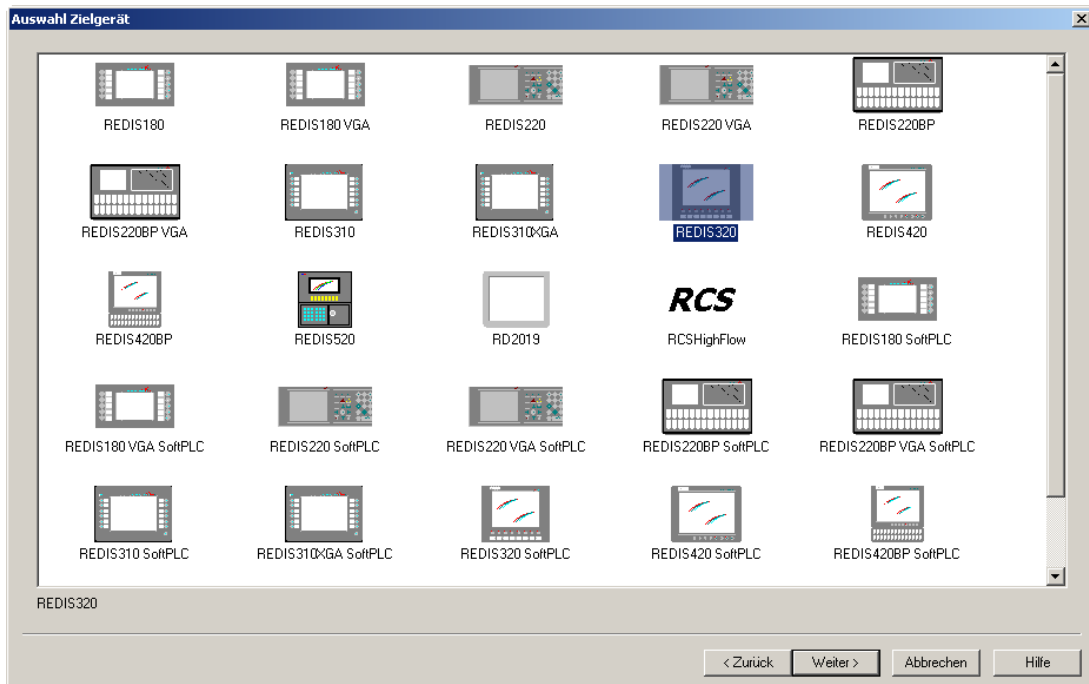 Auswahl Zielgerät
REDIS180
REDIS180 VGA
REDIS220
REDIS220 VGA
REDIS220BP
REDIS220BP VGA
REDIS310
REDIS310XGA
REDIS320
REDIS420
REDIS420BP
REDIS520
RD2019
RCS
RCSHighFlow
REDIS180 SoftPLC
REDIS180 VGA SoftPLC
REDIS220 SoftPLC
REDIS220 VGA SoftPLC
REDIS220BP SoftPLC
REDIS220BP VGA SoftPLC
REDIS310 SoftPLC
REDIS310XGA SoftPLC
REDIS320 SoftPLC
REDIS420 SoftPLC
REDIS420BP SoftPLC
REDIS320
< Zurück
Weiter >
Abbrechen
Hilfe